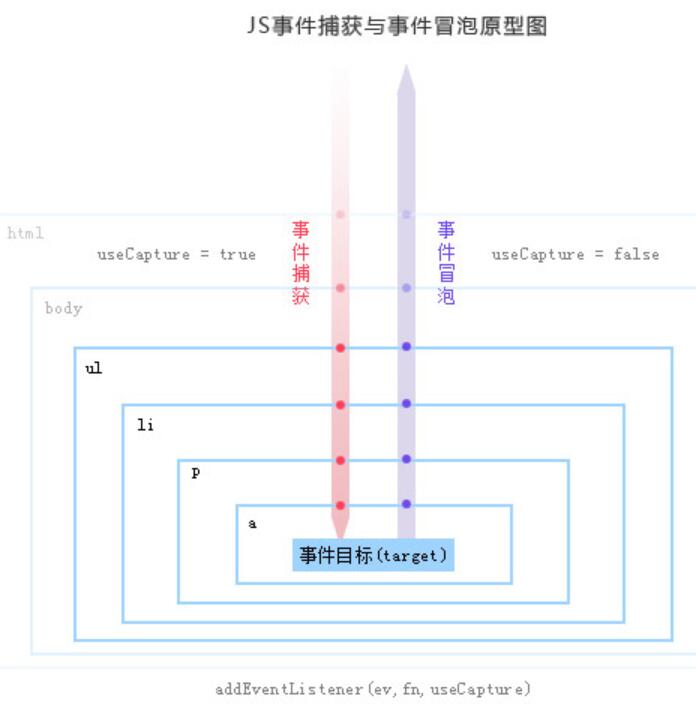 JS事件捕获与事件冒泡原型图
html
useCapture = true
事件捕获
事件冒泡
useCapture = false
body
ul
li
p
a
事件目标(target)
addEventListener(ev, fn, useCapture)